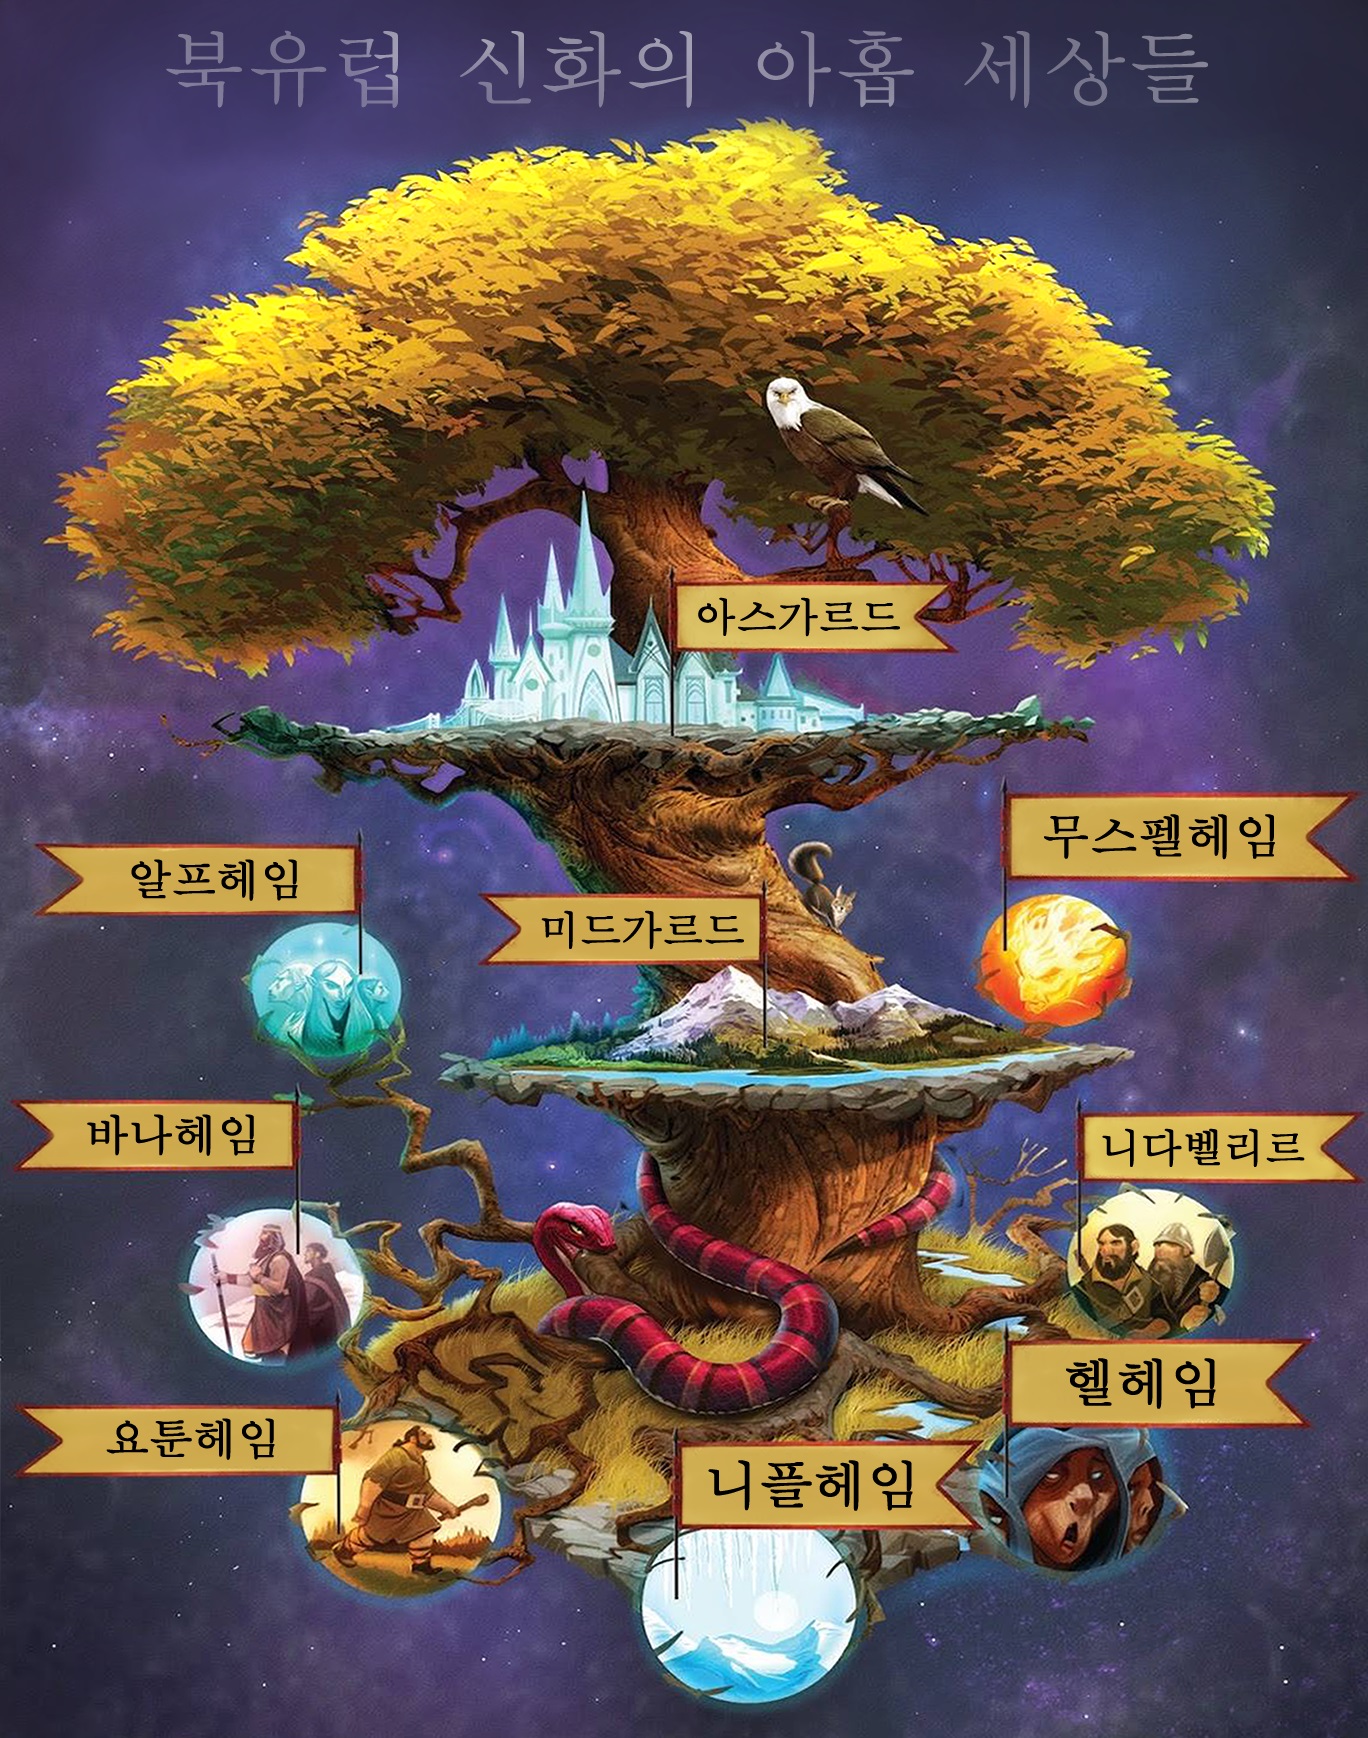 북유럽 신화의 아홉 세상들
아스가르드
무스펠헤임
알프헤임
미드가르드
바나헤임
니다벨리르
헬헤임
요툰헤임
니플헤임